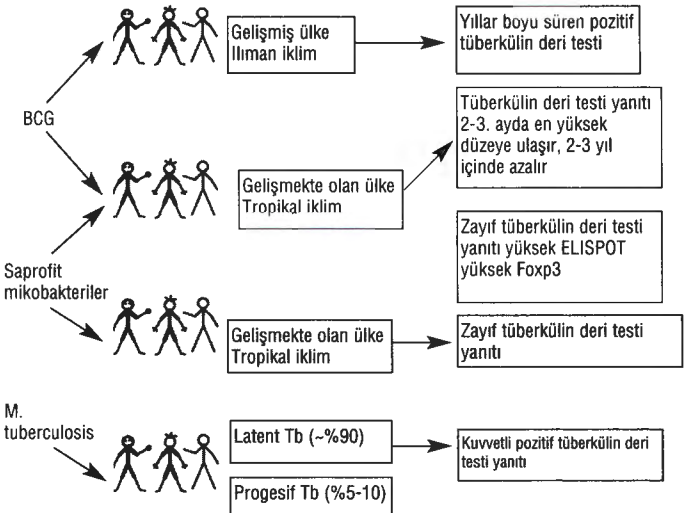 Gelişmiş ülke
Ilıman iklim
Yıllar boyu süren pozitif
tüberkülin deri testi
BCG
Gelişmekte olan ülke
Tropikal iklim
Tüberkülin deri testi yanıtı
2-3. ayda en yüksek
düzeye ulaşır, 2-3 yıl
içinde azalır
Zayıf tüberkülin deri testi
yanıtı yüksek ELISPOT
yüksek Foxp3
Saprofit
mikobakteriler
Gelişmekte olan ülke
Tropikal iklim
Zayıf tüberkülin deri testi
yanıtı
M.
tuberculosis
Latent Tb (~%90)
Kuvvetli pozitif tüberkülin deri
testi yanıtı
Progesif Tb (%5-10)